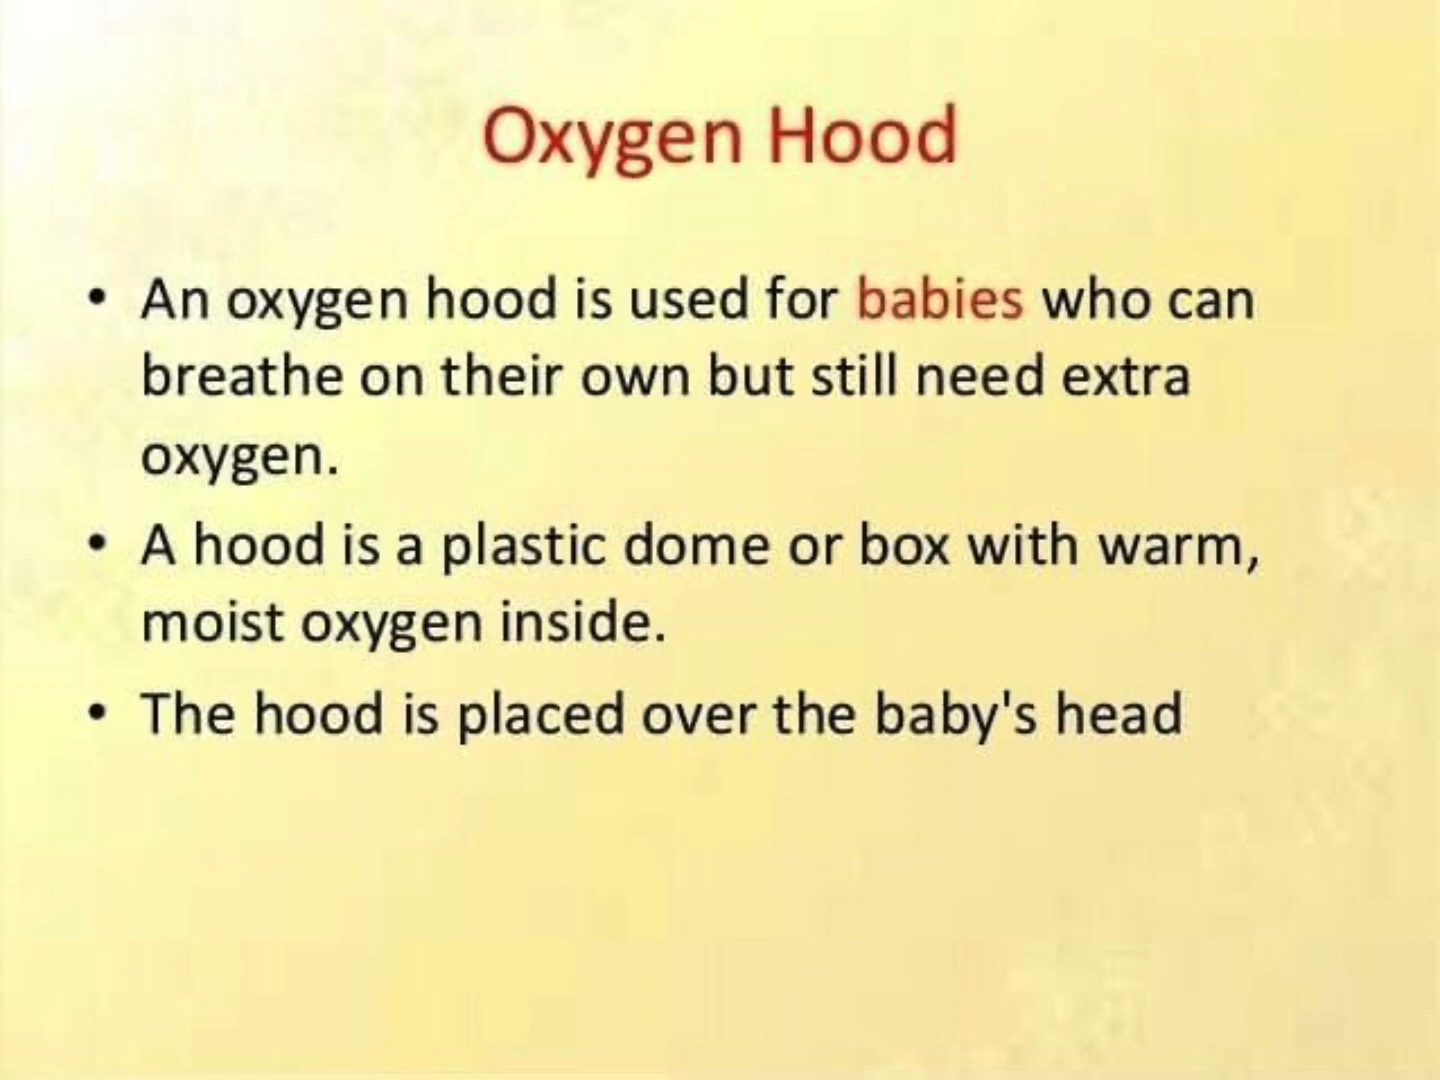 Oxygen Hood
• An oxygen hood is used for babies who can
breathe on their own but still need extra
oxygen.
• A hood is a plastic dome or box with warm,
moist oxygen inside.
• The hood is placed over the baby's head